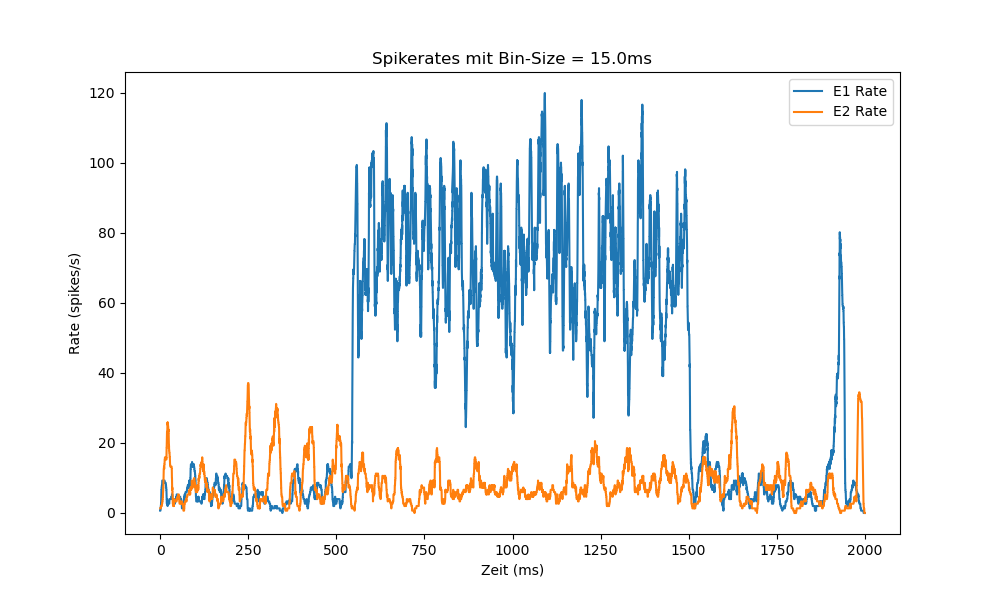 Spikerates mit Bin-Size = 15.0ms
E1 Rate
E2 Rate
120
100
80
60
40
20
0
Rate (spikes/s)
0 250 500 750 1000 1250 1500 1750 2000
Zeit (ms)